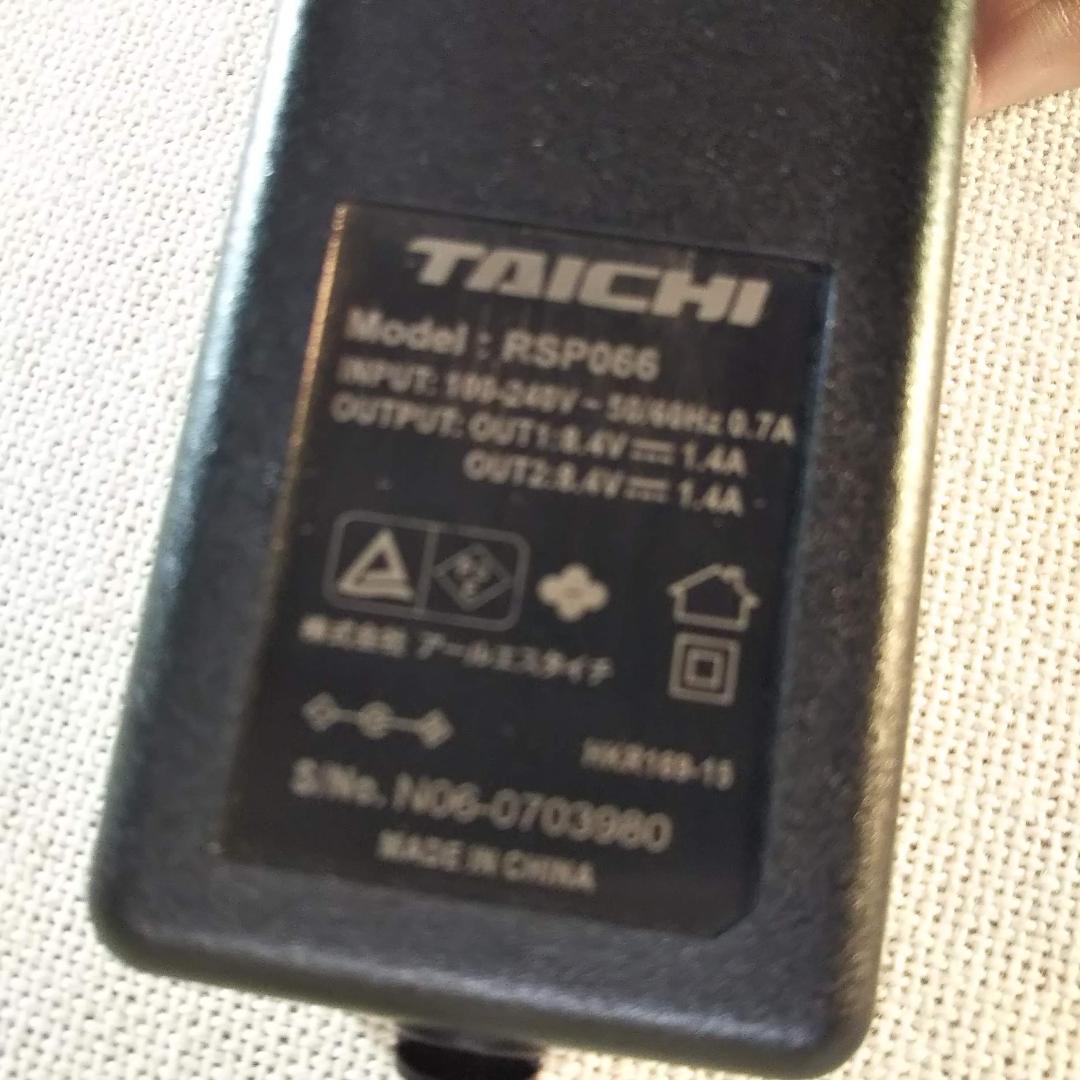 TAICHI
Model : RSP066
INPUT: 100-240V ~ 50/60Hz 0.7A
OUTPUT: OUT1:8.4V⎓1.4A
OUT2:8.4V⎓1.4A
株式会社 アールエスタイチ
S/No. N06-0703980
MADE IN CHINA